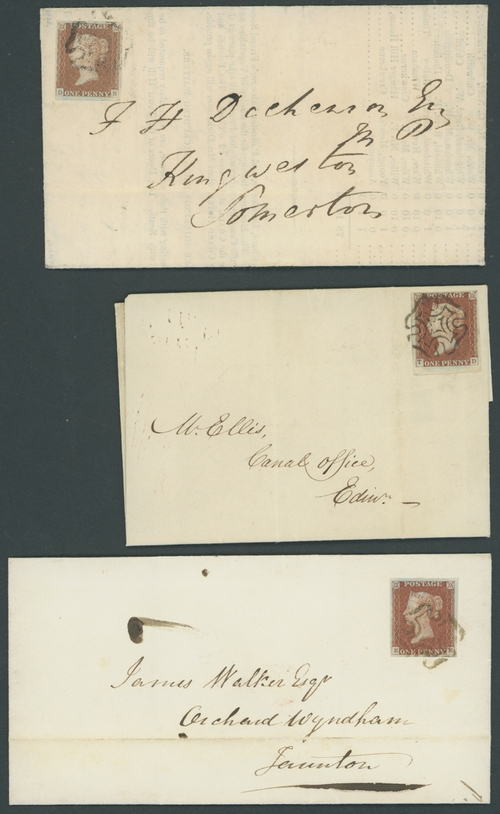 POSTAGE
ONE PENNY
F H Dickinson Esq
M P
Kingweston
Somerton
POSTAGE
ONE PENNY
Mr Ellis,
Canal Office,
Edinr.
POSTAGE
ONE PENNY
James Walker Esqr
Orchard Wyndham
Taunton